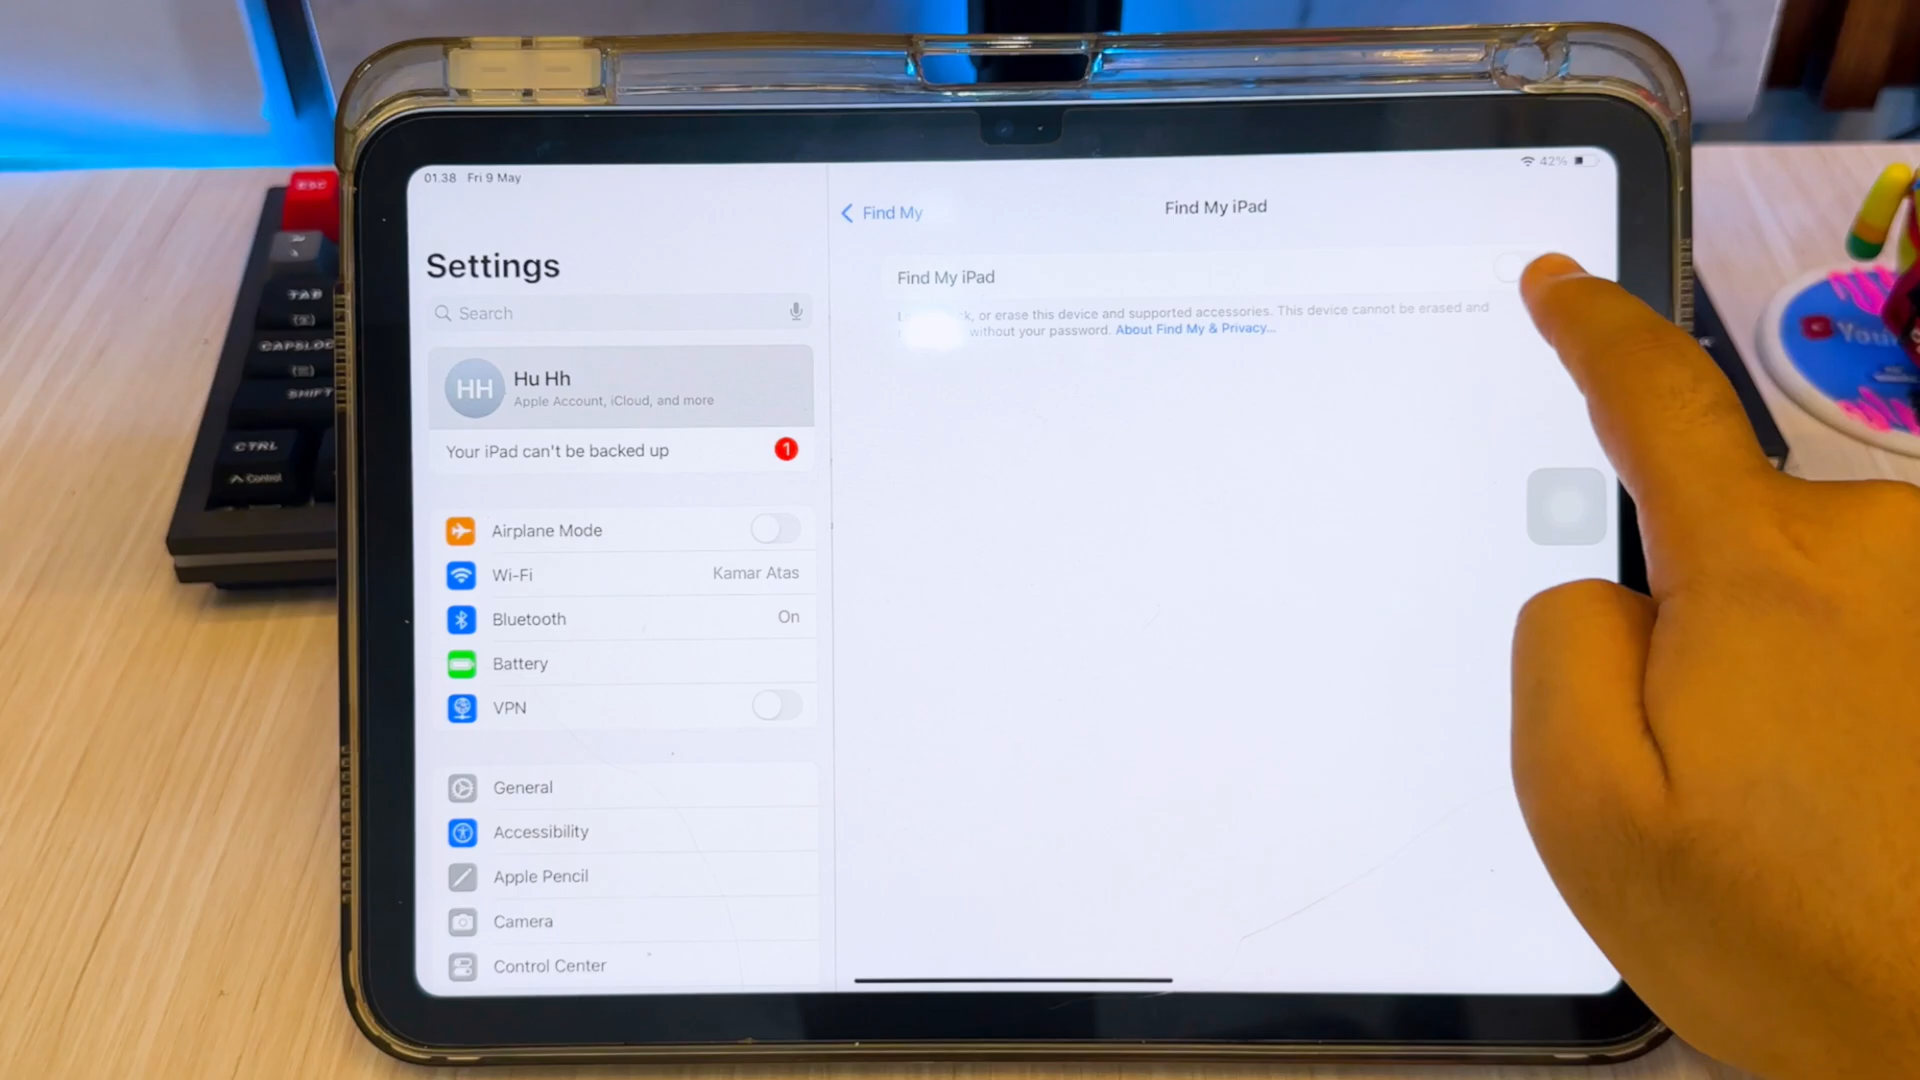 01.38 Fri 9 May
42%
Settings
Search
HH
Hu Hh
Apple Account, iCloud, and more
Your iPad can't be backed up
1
Airplane Mode
Wi-Fi
Kamar Atas
Bluetooth
On
Battery
VPN
General
Accessibility
Apple Pencil
Camera
Control Center
Find My
Find My iPad
Find My iPad
or erase this device and supported accessories. This device cannot be erased and
without your password. About Find My & Privacy...
ESC
TAB
CAPSLOC
SHIFT
CTRL
Control
You